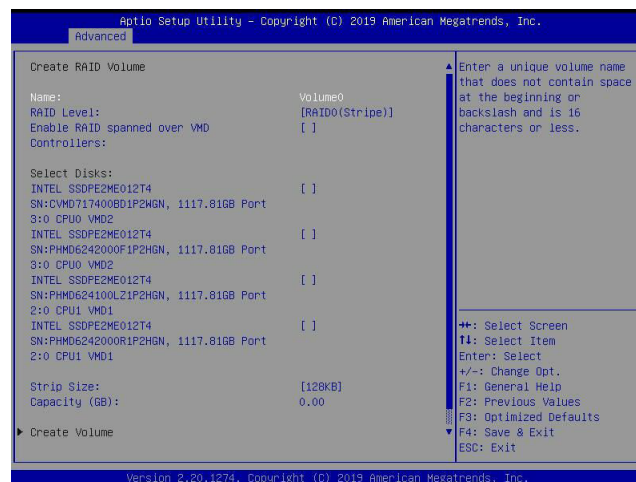 Aptio Setup Utility – Copyright (C) 2019 American Megatrends, Inc.
Advanced
Create RAID Volume
Name: Volume0
RAID Level: [RAID0(Stripe)]
Enable RAID spanned over VMD [ ]
Controllers:
Select Disks:
INTEL SSDPE2ME012T4 [ ]
SN:CVMD717400BD1P2WGN, 1117.81GB Port
3:0 CPU0 VMD2
INTEL SSDPE2ME012T4 [ ]
SN:PHMD6242000F1P2HGN, 1117.81GB Port
3:0 CPU0 VMD2
INTEL SSDPE2ME012T4 [ ]
SN:PHMD624100LZ1P2HGN, 1117.81GB Port
2:0 CPU1 VMD1
INTEL SSDPE2ME012T4 [ ]
SN:PHMD6242000R1P2HGN, 1117.81GB Port
2:0 CPU1 VMD1
Strip Size: [128KB]
Capacity (GB): 0.00
Create Volume
Enter a unique volume name
that does not contain space
at the beginning or
backslash and is 16
characters or less.
→←: Select Screen
↑↓: Select Item
Enter: Select
+/-: Change Opt.
F1: General Help
F2: Previous Values
F3: Optimized Defaults
F4: Save & Exit
ESC: Exit
Version 2.20.1274. Copyright (C) 2019 American Megatrends, Inc.